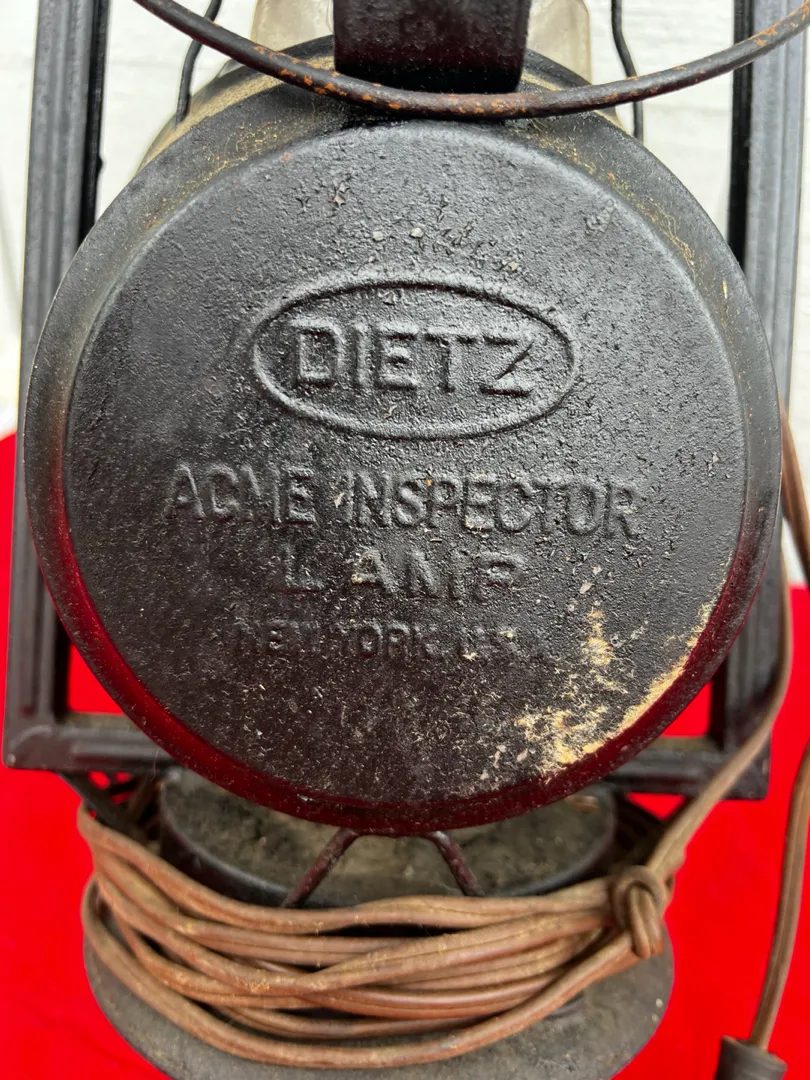 DIETZ
ACME INSPECTOR
LAMP
NEW YORK, U.S.A.